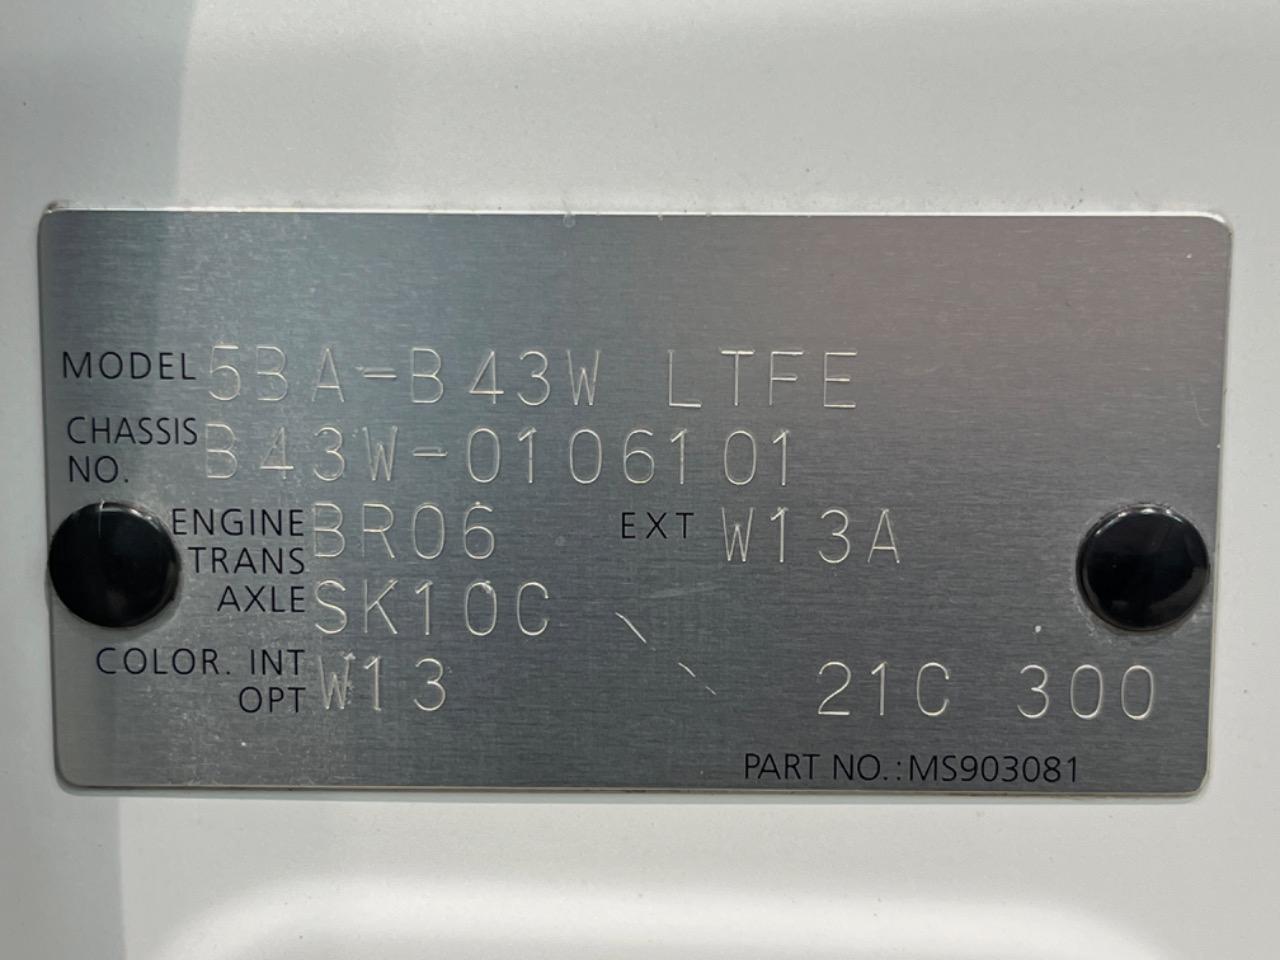 MODEL 5BA-B43W LTFE
CHASSIS NO. B43W-0106101
ENGINE BR06 EXT W13A
TRANS AXLE SK10C
COLOR. INT OPT W13 21C 300
PART NO.:MS903081